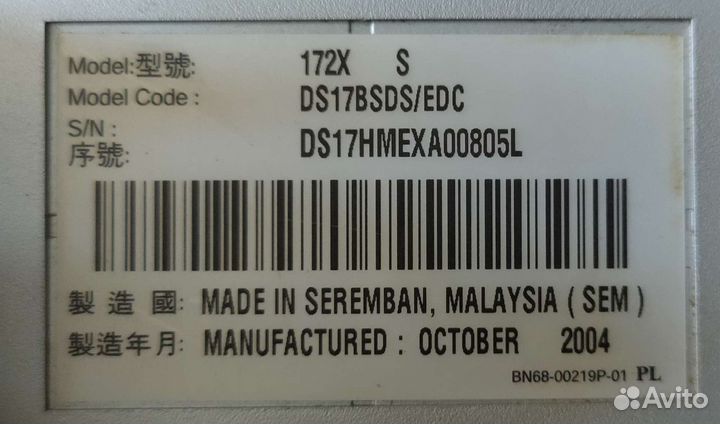 Model:型號: 172X S
Model Code : DS17BSDS/EDC
S/N :
序號: DS17HMEXA00805L
製 造 國: MADE IN SEREMBAN, MALAYSIA ( SEM )
製造年月: MANUFACTURED : OCTOBER 2004
BN68-00219P-01 PL
Avito